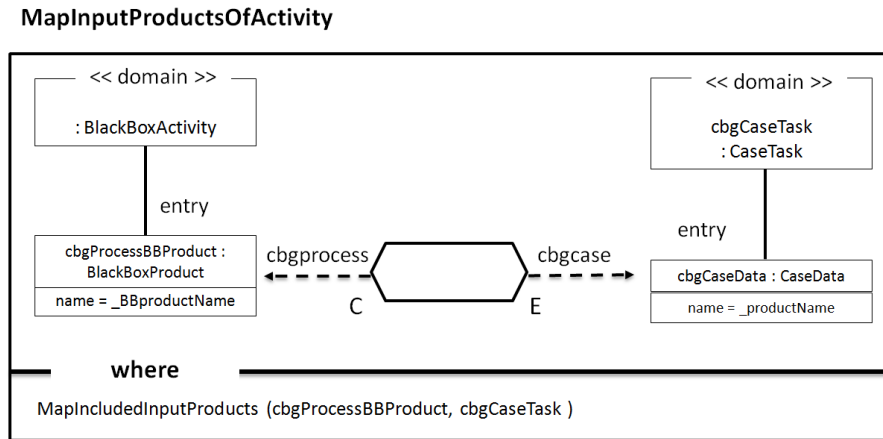 MapInputProductsOfActivity
<< domain >>
: BlackBoxActivity
entry
cbgProcessBBProduct :
BlackBoxProduct
name = _BBproductName
cbgprocess
C
cbgcase
E
<< domain >>
cbgCaseTask
: CaseTask
entry
cbgCaseData : CaseData
name = _productName
where
MapIncludedInputProducts (cbgProcessBBProduct, cbgCaseTask )